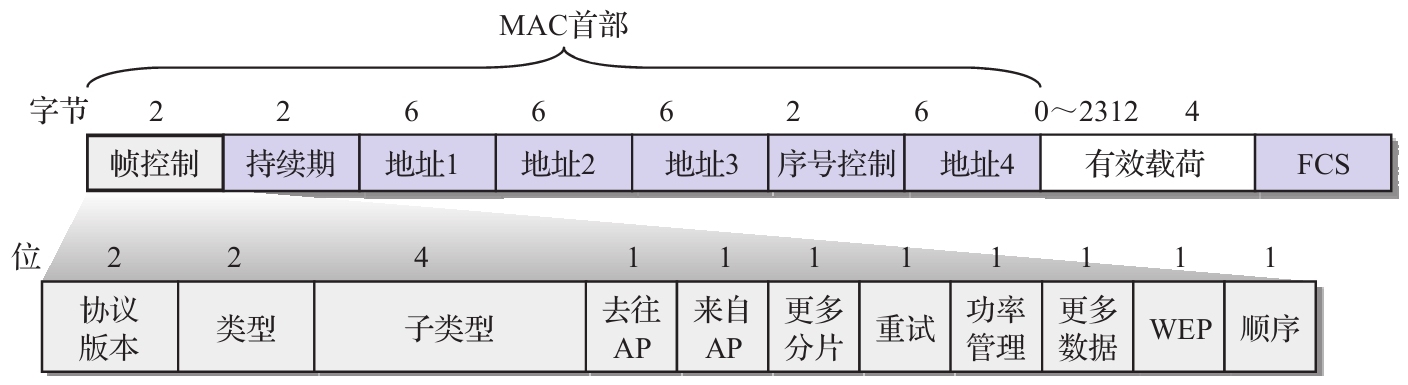 MAC首部
字节 2 2 6 6 6 2 6 0～2312 4
帧控制 持续期 地址1 地址2 地址3 序号控制 地址4 有效载荷 FCS
位 2 2 4 1 1 1 1 1 1 1 1
协议版本 类型 子类型 去往AP 来自AP 更多分片 重试 功率管理 更多数据 WEP 顺序